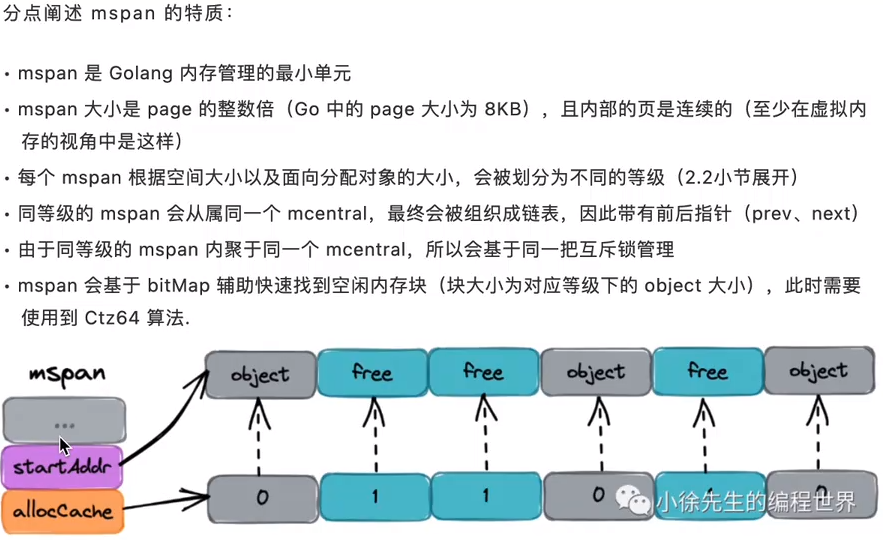 分点阐述 mspan 的特质：
• mspan 是 Golang 内存管理的最小单元
• mspan 大小是 page 的整数倍（Go 中的 page 大小为 8KB），且内部的页是连续的（至少在虚拟内
存的视角中是这样）
• 每个 mspan 根据空间大小以及面向分配对象的大小，会被划分为不同的等级（2.2小节展开）
• 同等级的 mspan 会从属同一个 mcentral，最终会被组织成链表，因此带有前后指针（prev、next）
• 由于同等级的 mspan 内聚于同一个 mcentral，所以会基于同一把互斥锁管理
• mspan 会基于 bitMap 辅助快速找到空闲内存块（块大小为对应等级下的 object 大小），此时需要
使用到 Ctz64 算法.
mspan
object free free object free object
...
startAddr
allocCache
0 1 1 0 1 0
小徐先生的编程世界